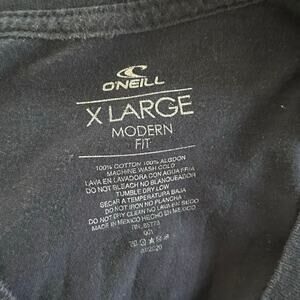 O'NEILL
X LARGE
MODERN
FIT
100% COTTON 100% ALGDON
MACHINE WASH COLD
LAVA EN LAVADORA CON AGUA FRIA
DO NOT BLEACH NO BLANQUEADOR
TUMBLE DRY LOW
SECAR A TEMPERATURA BAJA
DO NOT IRON NO PLANCHA
DO NOT DRY CLEAN NO LAVA EN SECO
MADE IN MEXICO HECHO EN MEXICO